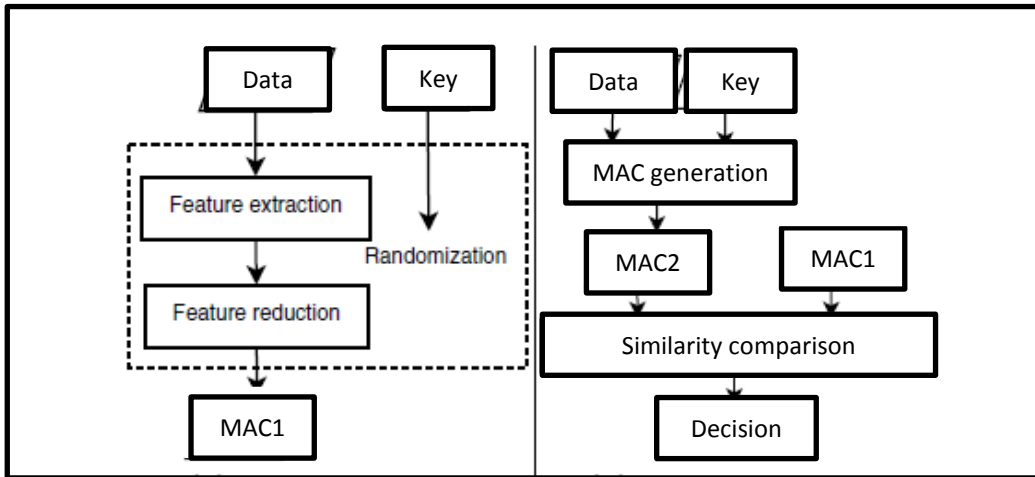 Data
Key
Feature extraction
Randomization
Feature reduction
MAC1
Data
Key
MAC generation
MAC2
MAC1
Similarity comparison
Decision